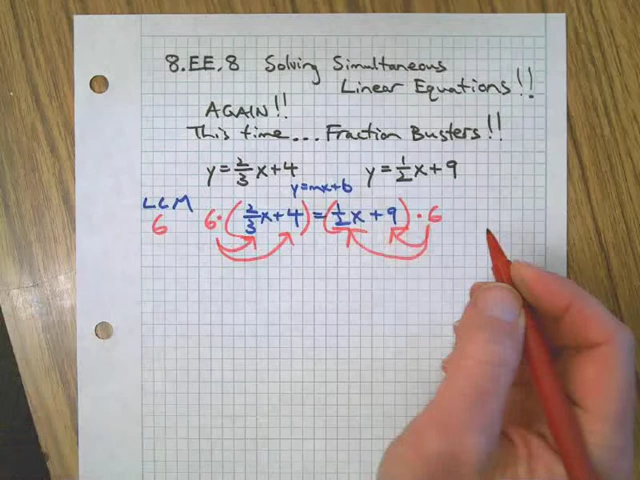 8.EE.8 Solving Simultaneous
Linear Equations!!
AGAIN!!
This time... Fraction Busters!!
y=2/3x+4 y=1/2x+9
y=mx+b
LCM
6
6·(2/3x+4)=(1/2x+9)·6